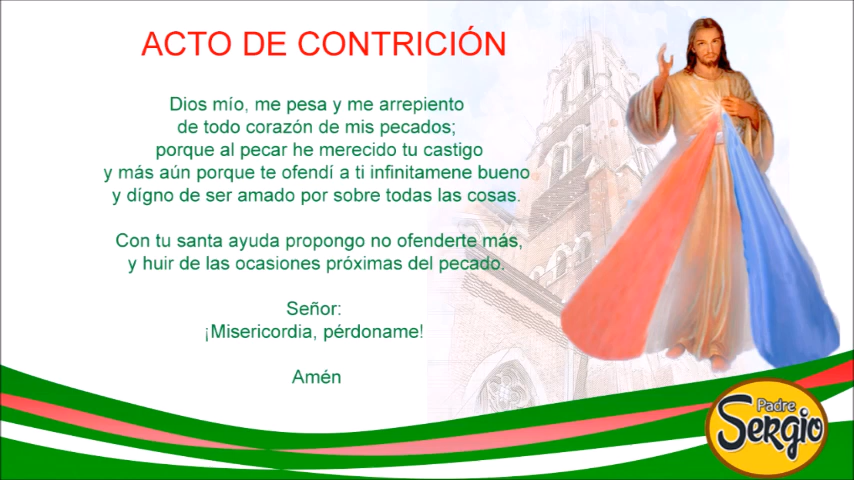 ACTO DE CONTRICIÓN
Dios mío, me pesa y me arrepiento
de todo corazón de mis pecados;
porque al pecar he merecido tu castigo
y más aún porque te ofendí a ti infinitamene bueno
y dígno de ser amado por sobre todas las cosas.
Con tu santa ayuda propongo no ofenderte más,
y huir de las ocasiones próximas del pecado.
Señor:
¡Misericordia, pérdoname!
Amén
Padre
Sergio